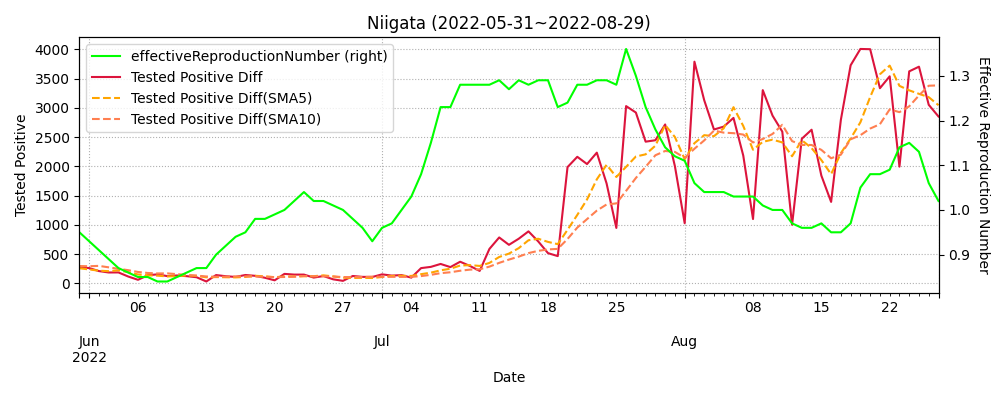 Niigata (2022-05-31~2022-08-29)
effectiveReproductionNumber (right)
Tested Positive Diff
Tested Positive Diff(SMA5)
Tested Positive Diff(SMA10)
Tested Positive
4000
3500
3000
2500
2000
1500
1000
500
0
1.3
1.2
1.1
1.0
0.9
Effective Reproduction Number
06 13 20 27 04 11 18 25 08 15 22
Jun Jul Aug
2022
Date